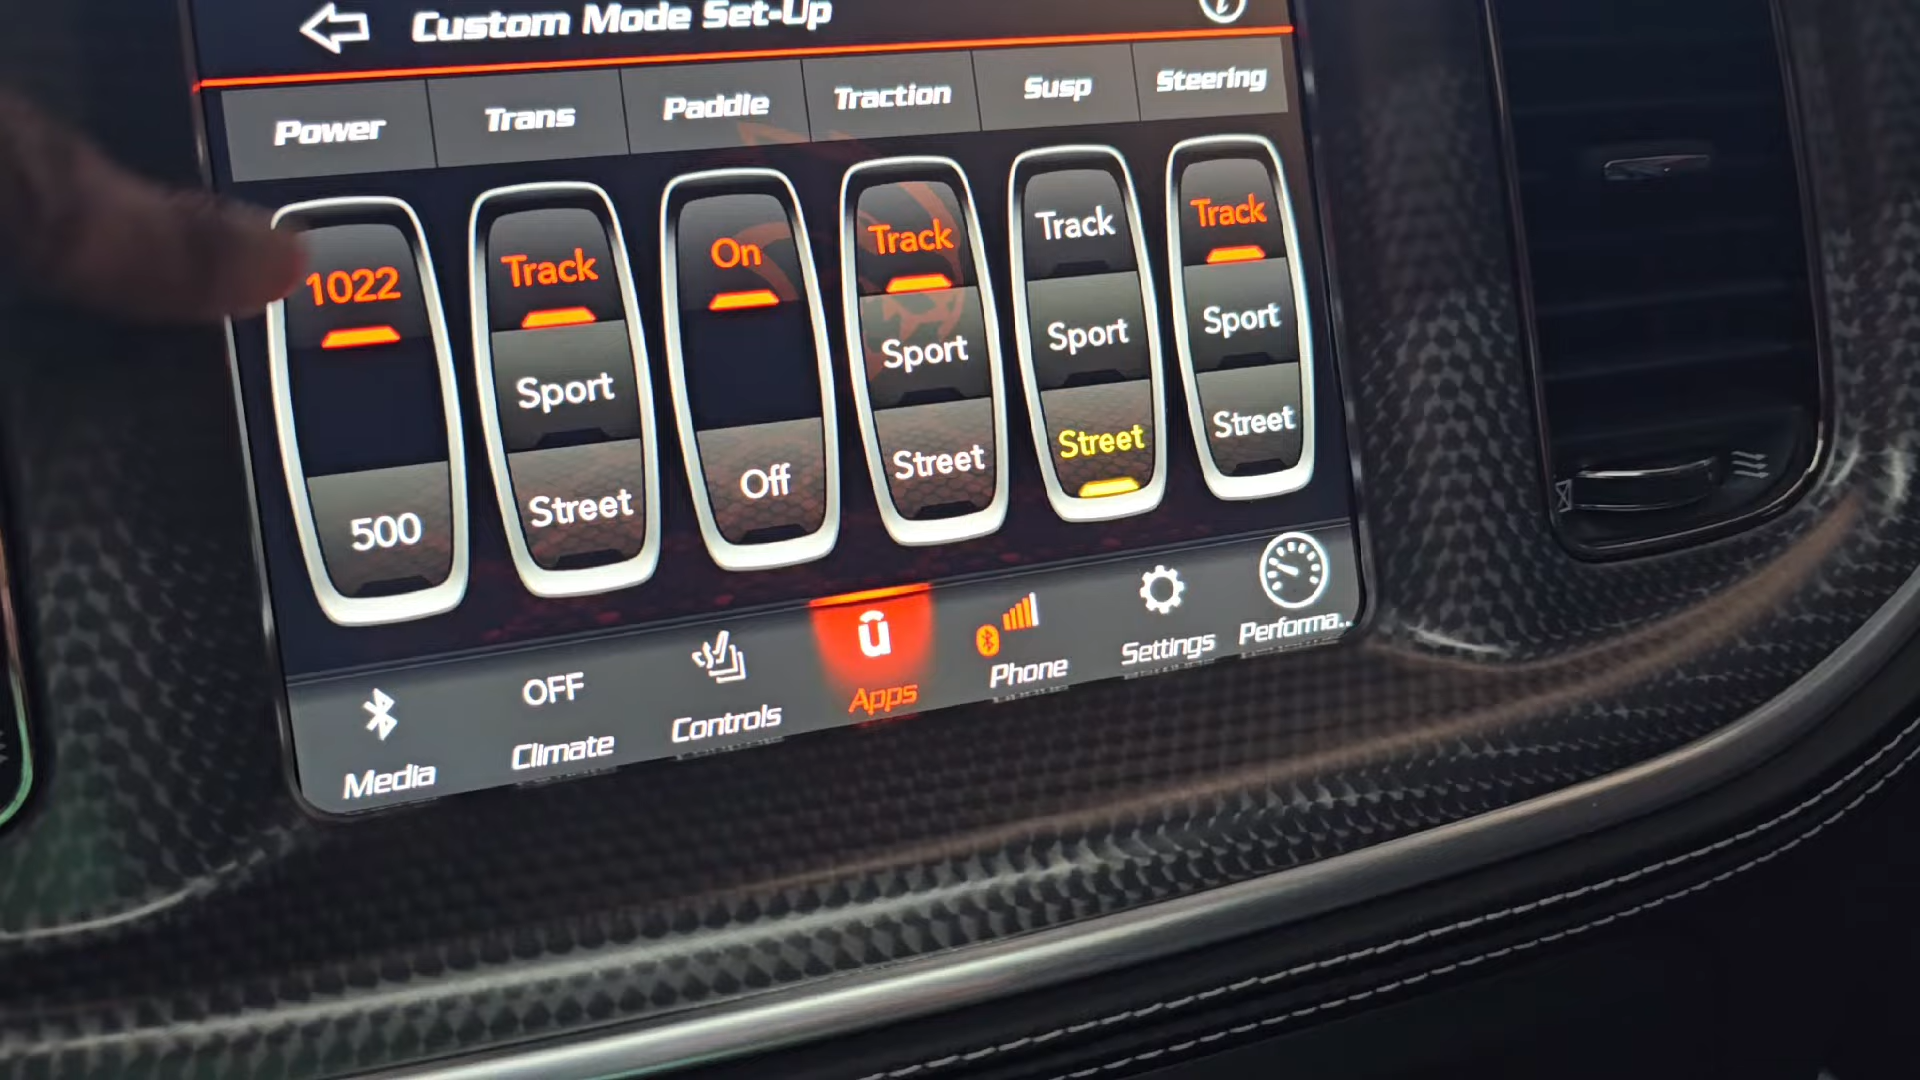 Custom Mode Set-Up
Power Trans Paddle Traction Susp Steering
1022 Track On Track Track Track
Sport Sport Sport Sport
500 Street Off Street Street Street
OFF
Media Climate Controls Apps Phone Settings Performa..